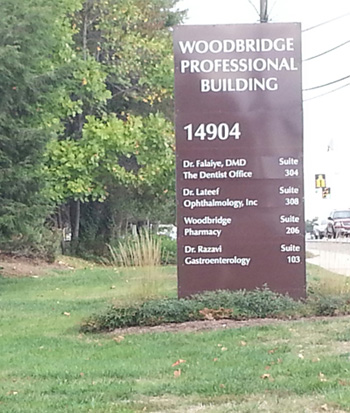 WOODBRIDGE
PROFESSIONAL
BUILDING
14904
Dr. Falaiye, DMD Suite
The Dentist Office 304
Dr. Lateef Suite
Ophthalmology, Inc 308
Woodbridge Suite
Pharmacy 206
Dr. Razavi Suite
Gastroenterology 103